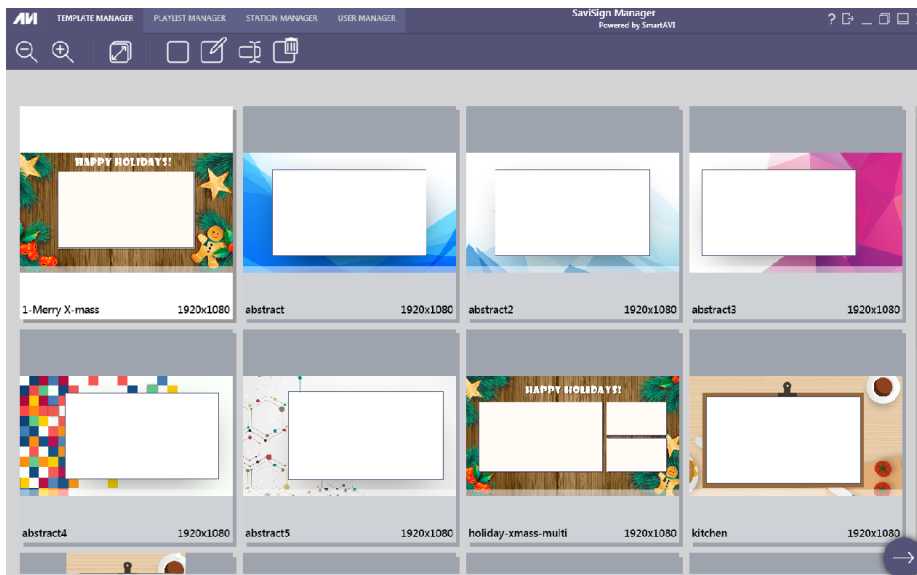 AVI TEMPLATE MANAGER PLAYLIST MANAGER STATION MANAGER USER MANAGER SaviSign Manager ?
Powered by SmartAVI
HAPPY HOLIDAYS!
1-Merry X-mass 1920x1080 abstract 1920x1080 abstract2 1920x1080 abstract3 1920x1080
HAPPY HOLIDAYS!
abstract4 1920x1080 abstract5 1920x1080 holiday-xmass-multi 1920x1080 kitchen 1920x1080